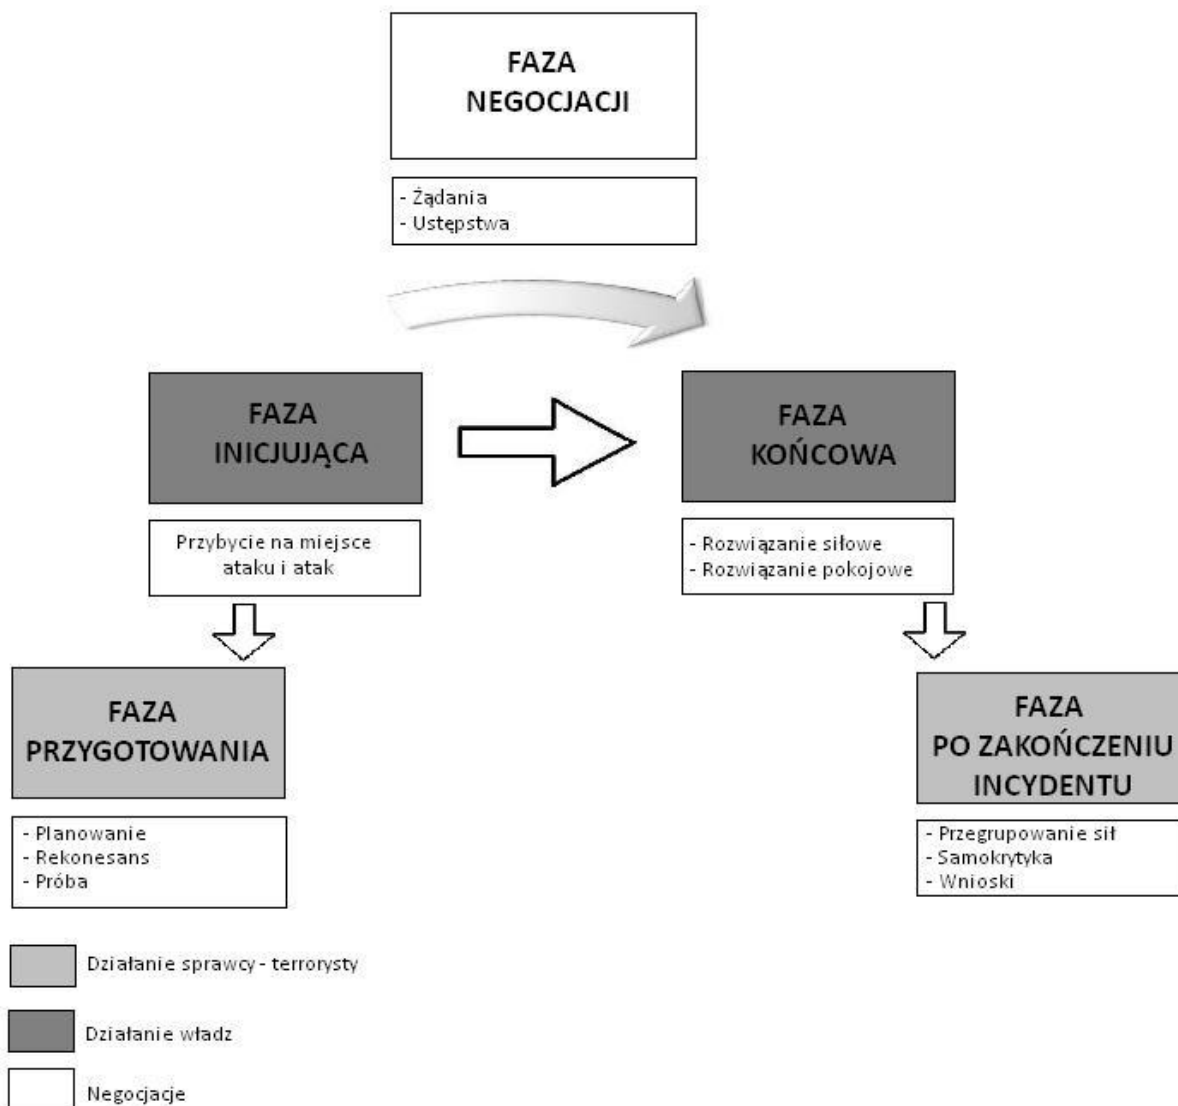 FAZA
NEGOCJACJI
- Żądania
- Ustępstwa
FAZA
INICJUJĄCA
Przybycie na miejsce
ataku i atak
FAZA
KOŃCOWA
- Rozwiązanie siłowe
- Rozwiązanie pokojowe
FAZA
PRZYGOTOWANIA
- Planowanie
- Rekonesans
- Próba
FAZA
PO ZAKOŃCZENIU
INCYDENTU
- Przegrupowanie sił
- Samokrytyka
- Wnioski
Działanie sprawcy - terrorysty
Działanie władz
Negocjacje